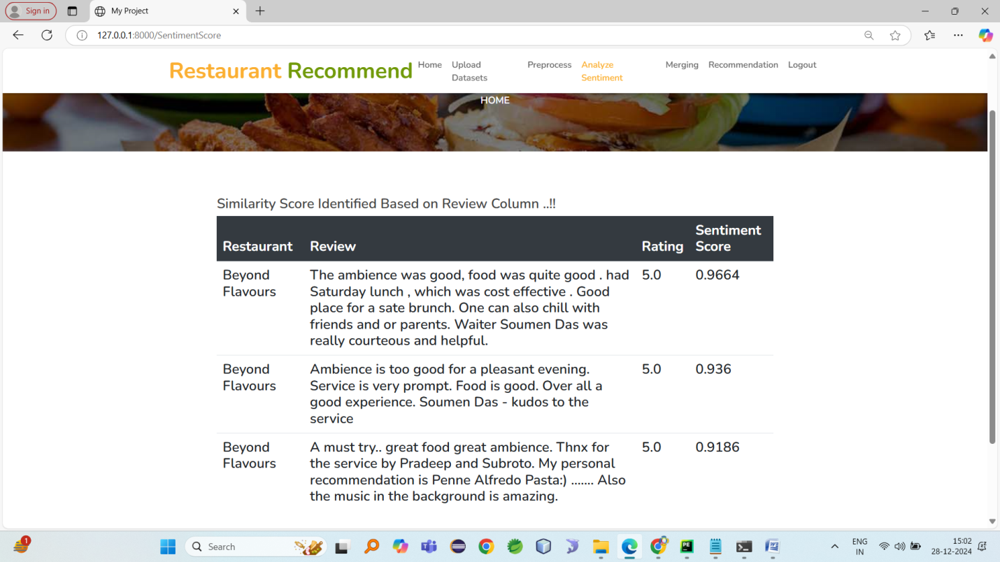 Sign in
My Project
127.0.0.1:8000/SentimentScore
Restaurant Recommend
Home
Upload
Datasets
Preprocess
Analyze
Sentiment
Merging
Recommendation
Logout
HOME
Similarity Score Identified Based on Review Column ..!!
Restaurant Review Rating Sentiment
Score
Beyond
Flavours
The ambience was good, food was quite good . had
Saturday lunch , which was cost effective . Good
place for a sate brunch. One can also chill with
friends and or parents. Waiter Soumen Das was
really courteous and helpful.
5.0
0.9664
Beyond
Flavours
Ambience is too good for a pleasant evening.
Service is very prompt. Food is good. Over all a
good experience. Soumen Das - kudos to the
service
5.0
0.936
Beyond
Flavours
A must try.. great food great ambience. Thnx for
the service by Pradeep and Subroto. My personal
recommendation is Penne Alfredo Pasta:) ....... Also
the music in the background is amazing.
5.0
0.9186
1
Search
PE
ENG
IN
15:02
28-12-2024